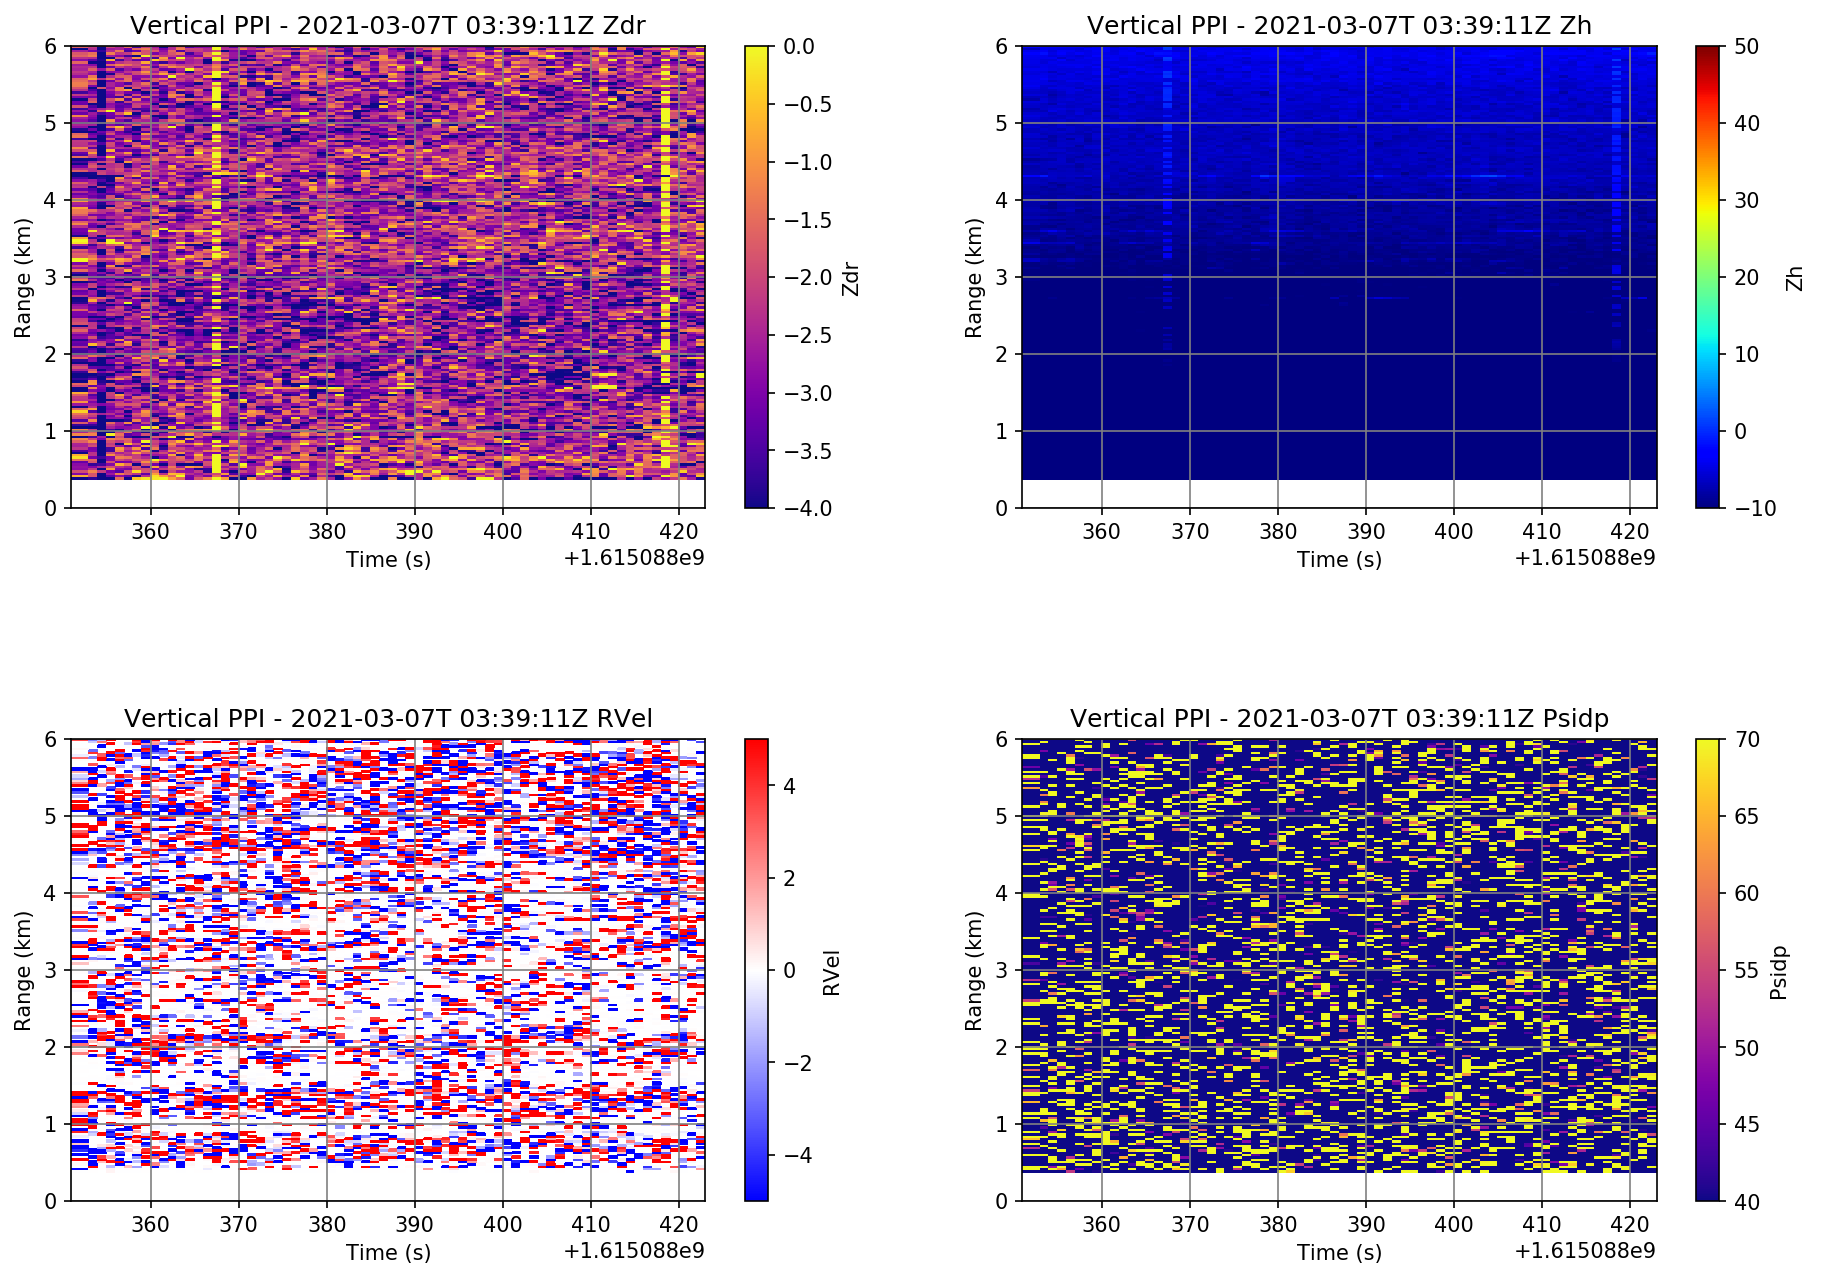 Vertical PPI - 2021-03-07T 03:39:11Z Zdr
6
5
4
3
2
1
0
Range (km)
360 370 380 390 400 410 420
Time (s)
+1.615088e9
0.0
−0.5
−1.0
−1.5
−2.0
−2.5
−3.0
−3.5
−4.0
Zdr
Vertical PPI - 2021-03-07T 03:39:11Z Zh
6
5
4
3
2
1
0
Range (km)
360 370 380 390 400 410 420
Time (s)
+1.615088e9
50
40
30
20
10
0
−10
Zh
Vertical PPI - 2021-03-07T 03:39:11Z RVel
6
5
4
3
2
1
0
Range (km)
360 370 380 390 400 410 420
Time (s)
+1.615088e9
4
2
0
−2
−4
RVel
Vertical PPI - 2021-03-07T 03:39:11Z Psidp
6
5
4
3
2
1
0
Range (km)
360 370 380 390 400 410 420
Time (s)
+1.615088e9
70
65
60
55
50
45
40
Psidp